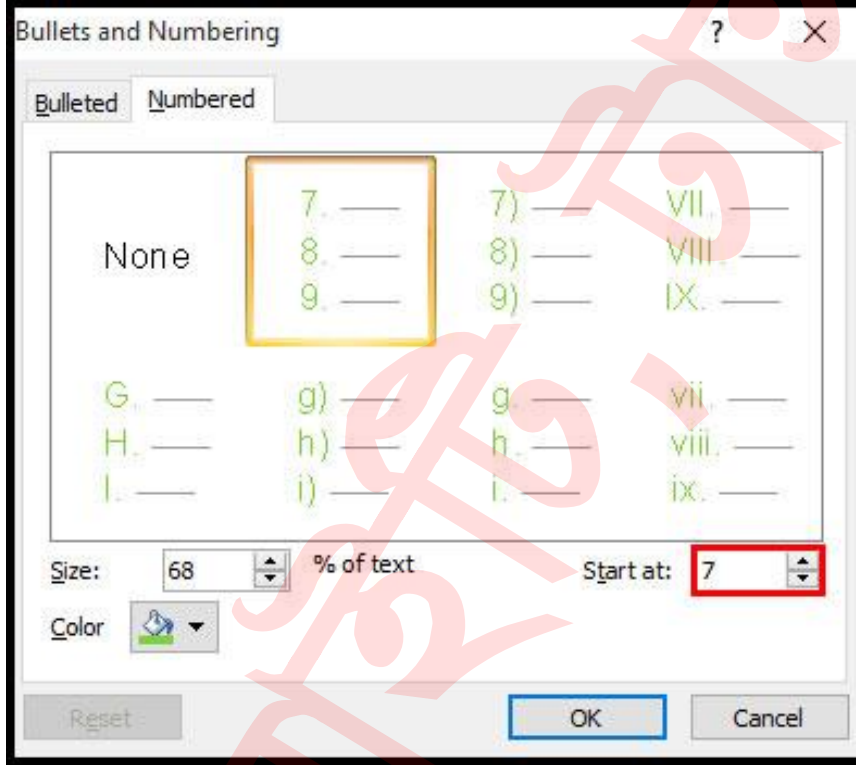 Bullets and Numbering ? X
Bulleted Numbered
None
7.
8.
9.
7)
8)
9)
VII.
VIII.
IX.
G.
H.
I.
g)
h)
i)
g.
h.
i.
vii.
viii.
ix.
Size: 68 % of text Start at: 7
Color
Reset OK Cancel